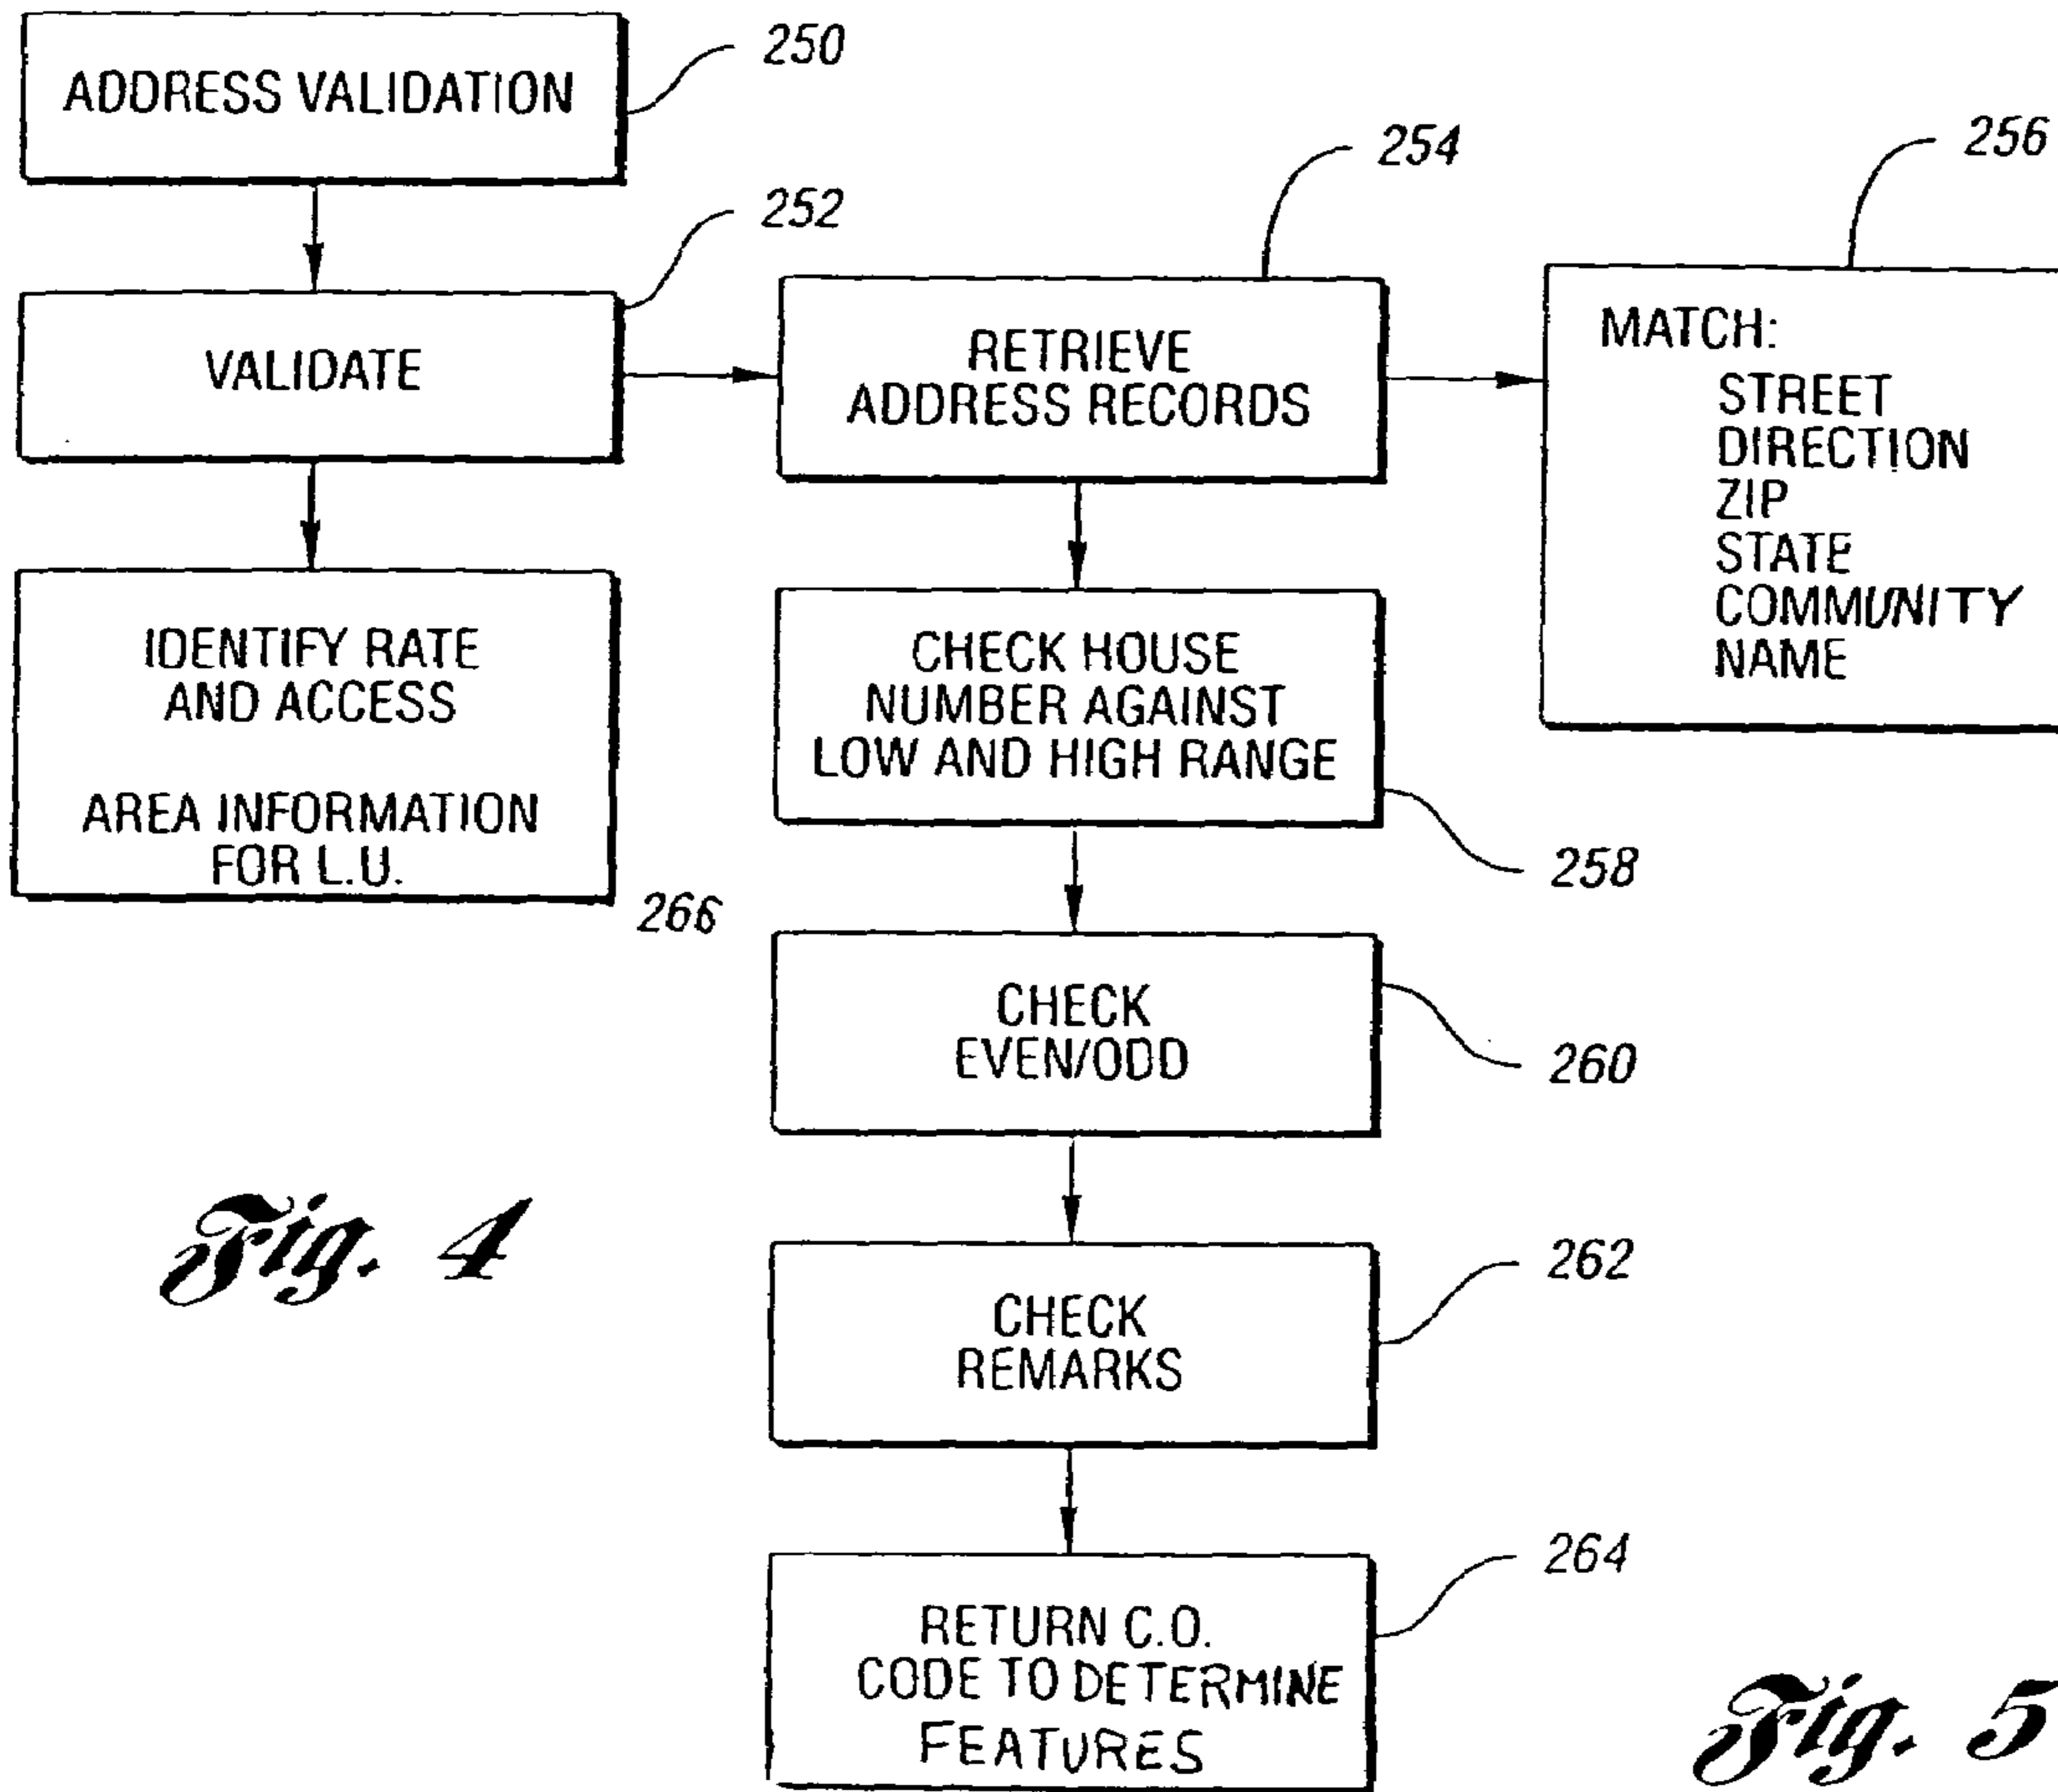 ADDRESS VALIDATION
250
VALIDATE
252
IDENTIFY RATE
AND ACCESS
AREA INFORMATION
FOR L.U.
266
RETRIEVE
ADDRESS RECORDS
254
MATCH:
STREET
DIRECTION
ZIP
STATE
COMMUNITY
NAME
256
CHECK HOUSE
NUMBER AGAINST
LOW AND HIGH RANGE
258
CHECK
EVEN/ODD
260
CHECK
REMARKS
262
RETURN C.O.
CODE TO DETERMINE
FEATURES
264
Fig. 4
Fig. 5